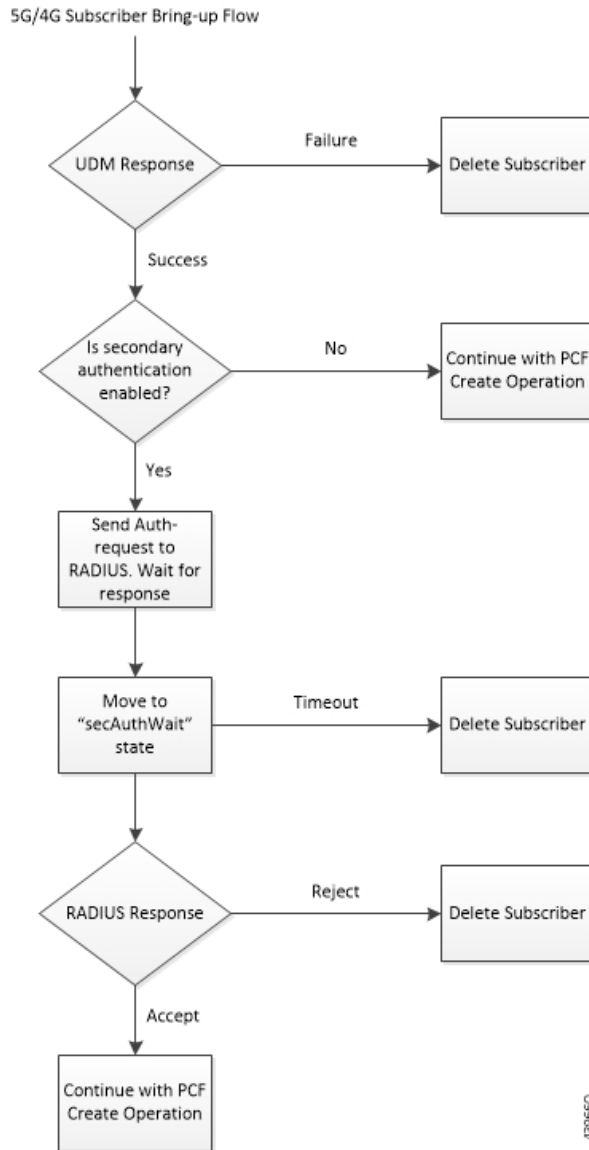 5G/4G Subscriber Bring-up Flow
UDM Response
Failure
Delete Subscriber
Success
Is secondary
authentication
enabled?
No
Continue with PCF
Create Operation
Yes
Send Auth-
request to
RADIUS. Wait for
response
Move to
“secAuthWait”
state
Timeout
Delete Subscriber
RADIUS Response
Reject
Delete Subscriber
Accept
Continue with PCF
Create Operation